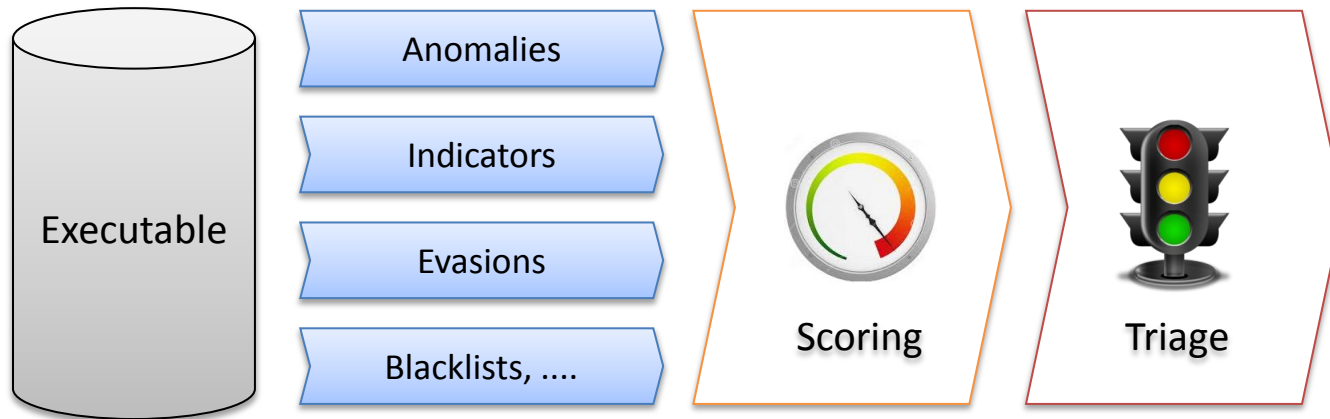 Executable
Anomalies
Indicators
Evasions
Blacklists, ....
Scoring
Triage